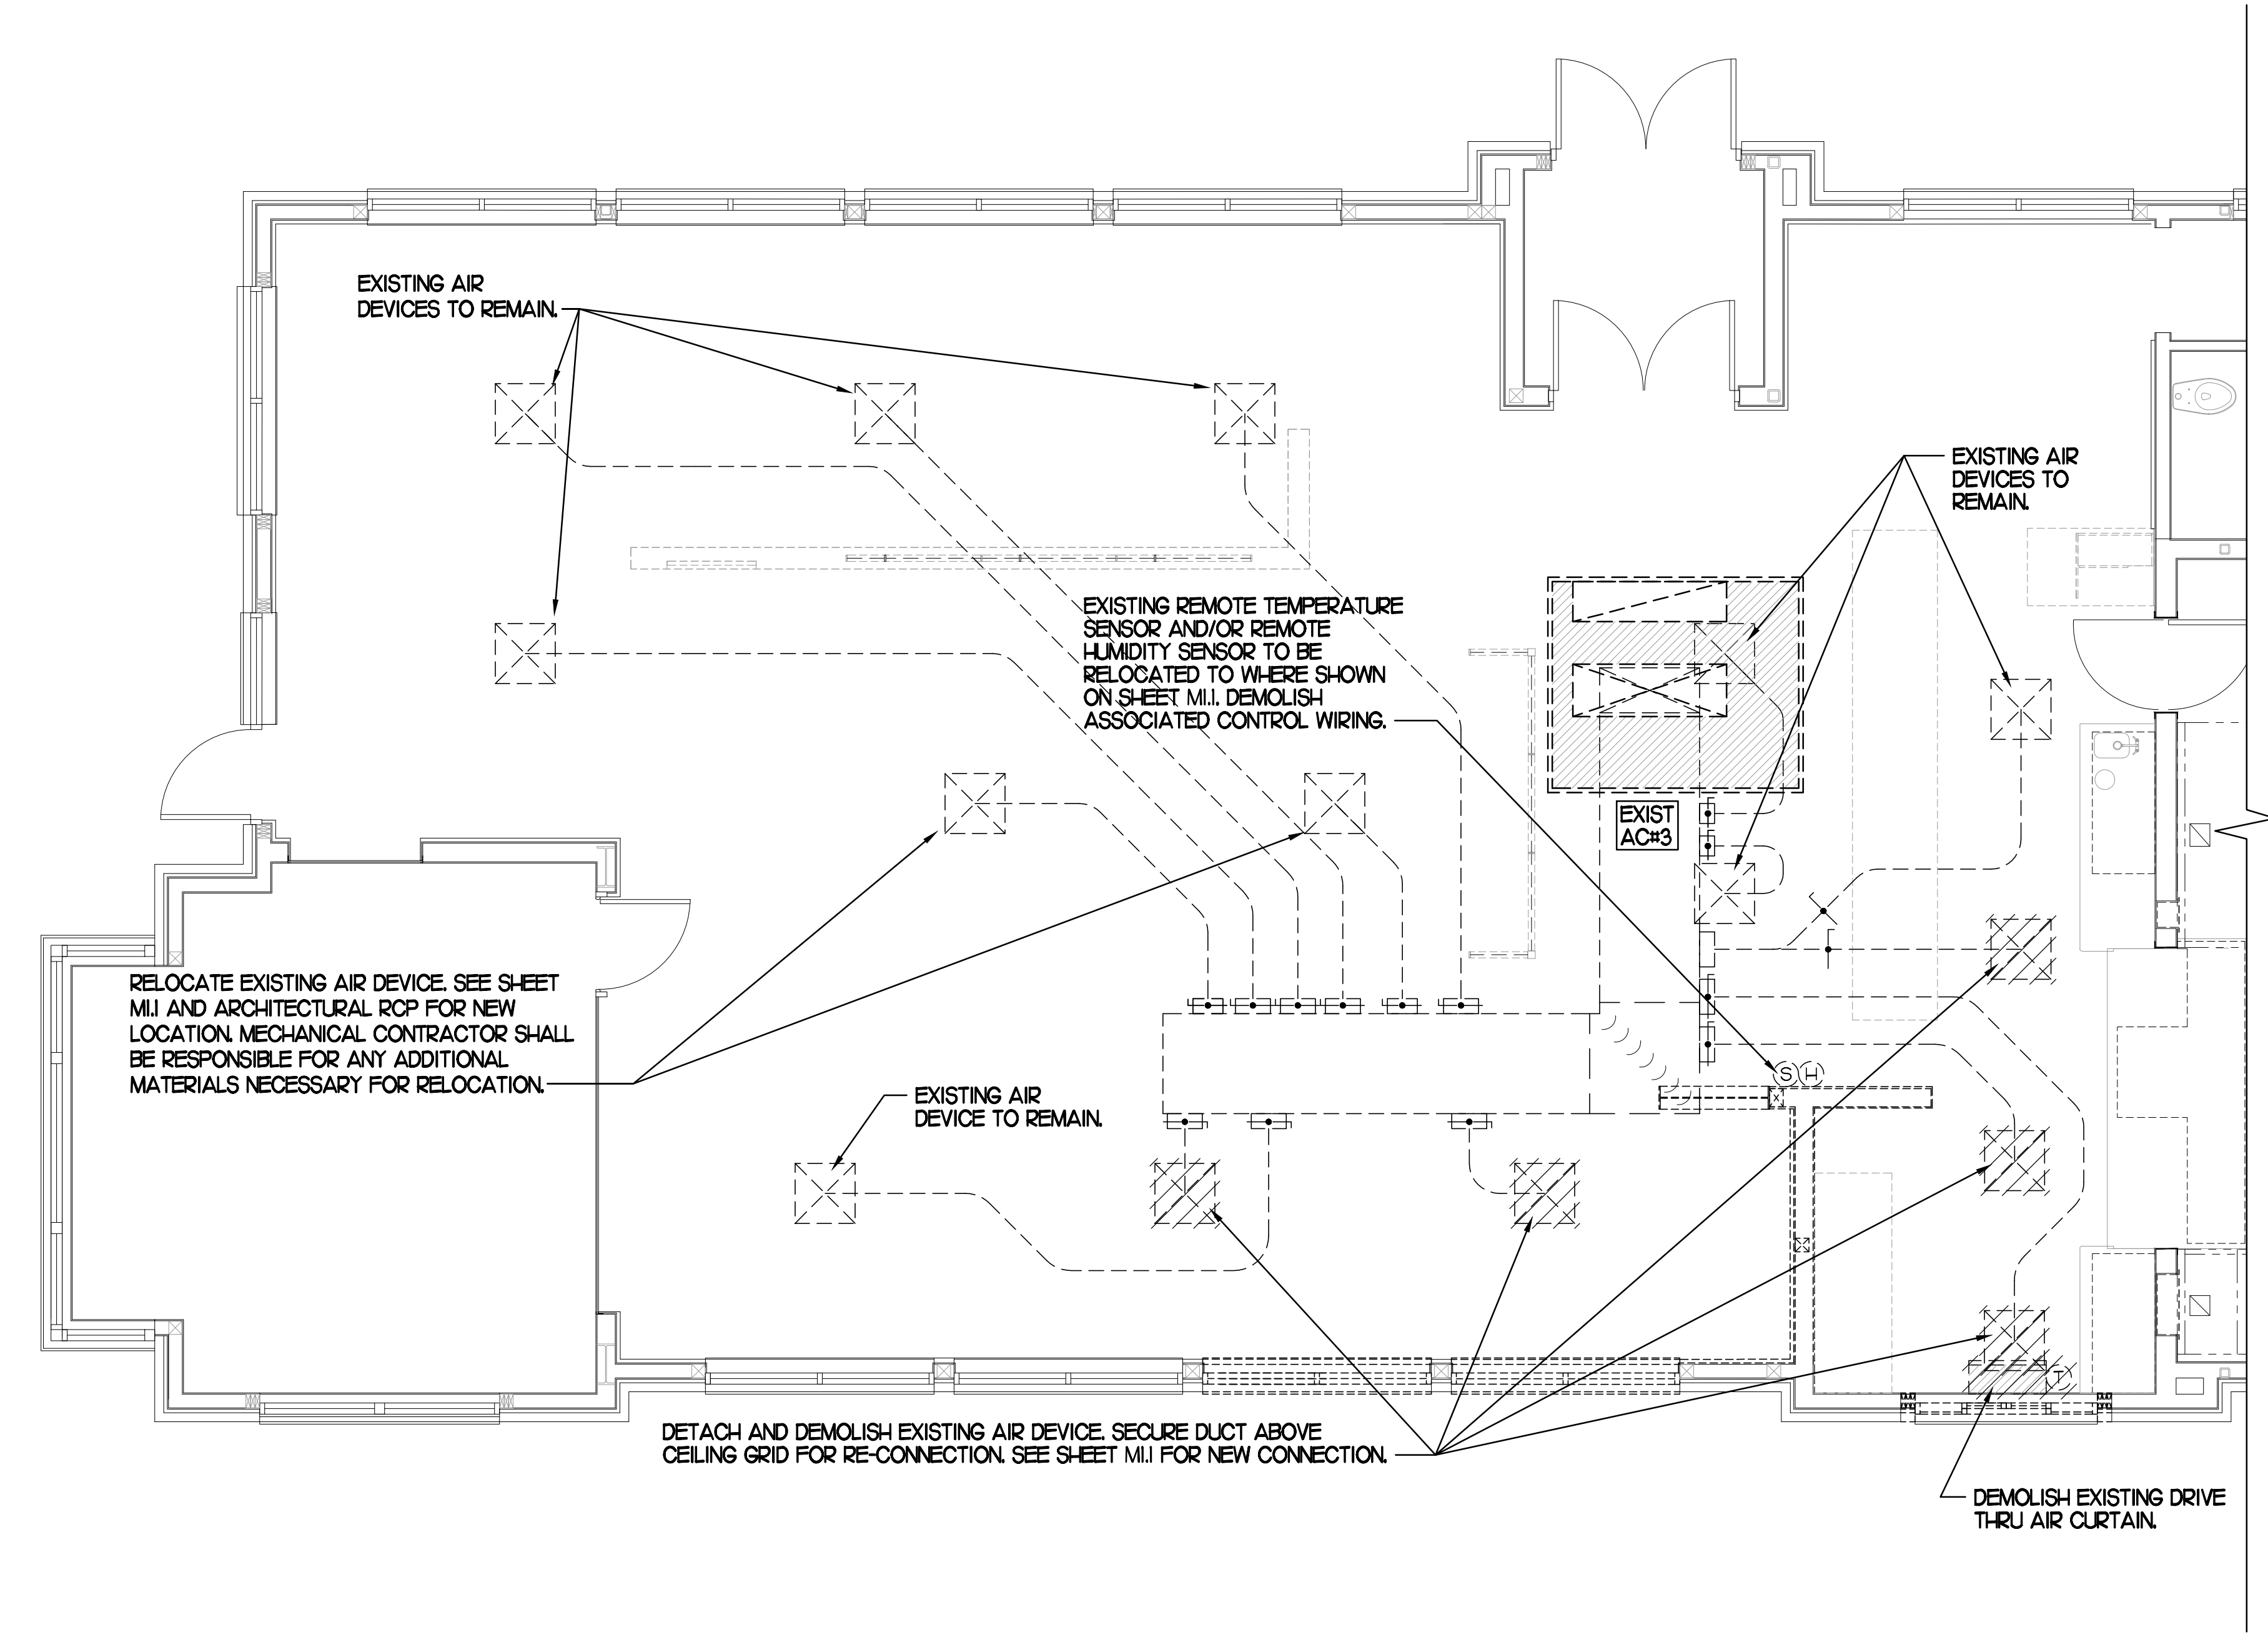 EXISTING AIR
DEVICES TO REMAIN.
EXISTING AIR
DEVICES TO
REMAIN.
EXISTING REMOTE TEMPERATURE
SENSOR AND/OR REMOTE
HUMIDITY SENSOR TO BE
RELOCATED TO WHERE SHOWN
ON SHEET M1.1. DEMOLISH
ASSOCIATED CONTROL WIRING.
EXIST
AC#3
RELOCATE EXISTING AIR DEVICE. SEE SHEET
M1.1 AND ARCHITECTURAL RCP FOR NEW
LOCATION. MECHANICAL CONTRACTOR SHALL
BE RESPONSIBLE FOR ANY ADDITIONAL
MATERIALS NECESSARY FOR RELOCATION.
S H
EXISTING AIR
DEVICE TO REMAIN.
T
DETACH AND DEMOLISH EXISTING AIR DEVICE. SECURE DUCT ABOVE
CEILING GRID FOR RE-CONNECTION. SEE SHEET M1.1 FOR NEW CONNECTION.
DEMOLISH EXISTING DRIVE
THRU AIR CURTAIN.